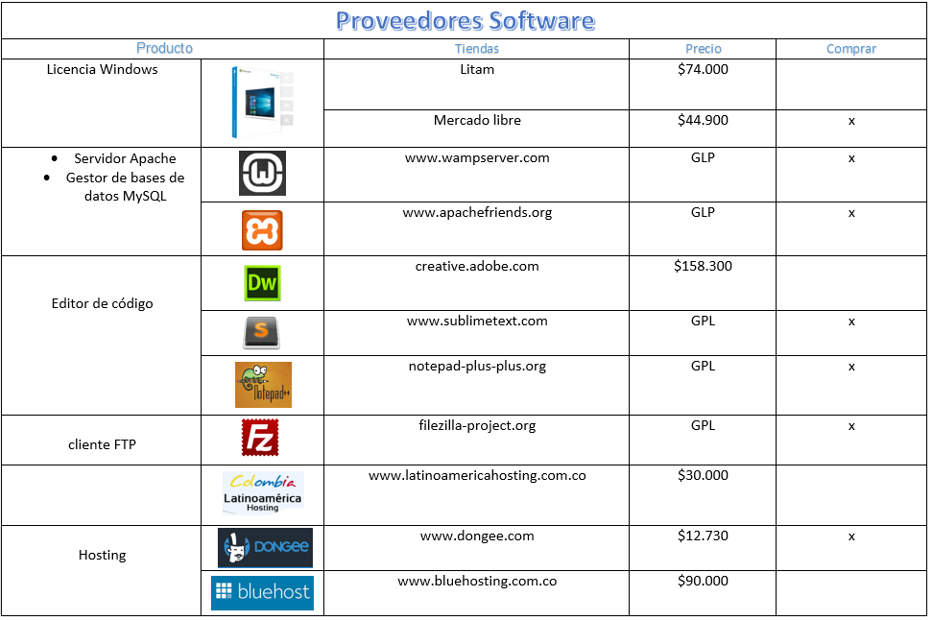 Proveedores Software
Producto Tiendas Precio Comprar
Licencia Windows Litam $74.000
Mercado libre $44.900 x
• Servidor Apache www.wampserver.com GLP x
• Gestor de bases de
datos MySQL
www.apachefriends.org GLP x
Dw creative.adobe.com $158.300
Editor de código
S www.sublimetext.com GPL x
Notepad++ notepad-plus-plus.org GPL x
cliente FTP Fz filezilla-project.org GPL x
Colombia
Latinoamérica
Hosting
www.latinoamericahosting.com.co $30.000
Hosting DONGEE www.dongee.com $12.730 x
bluehost www.bluehosting.com.co $90.000